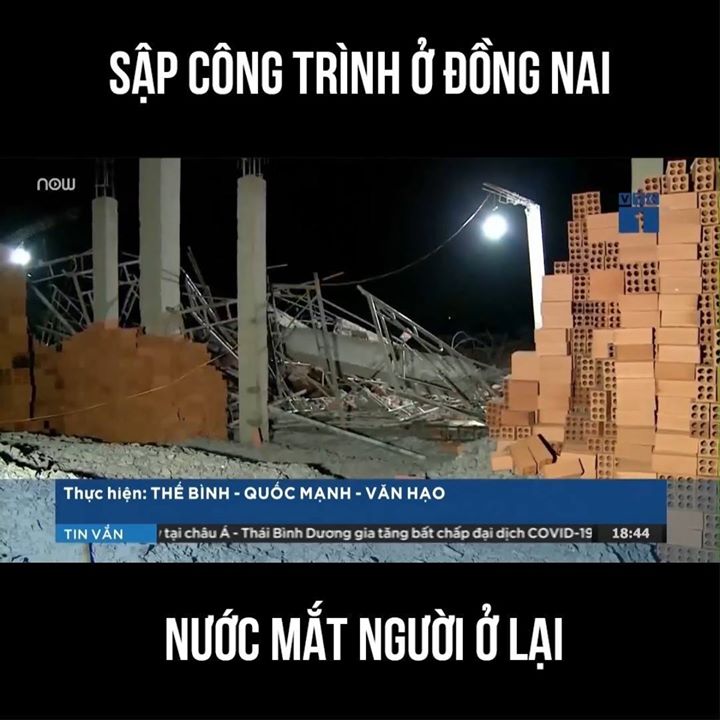 SẬP CÔNG TRÌNH Ở ĐỒNG NAI
now
Thực hiện: THẾ BÌNH - QUỐC MẠNH - VĂN HẠO
TIN VẮN
tại châu Á - Thái Bình Dương gia tăng bất chấp đại dịch COVID-19
18:44
NƯỚC MẮT NGƯỜI Ở LẠI